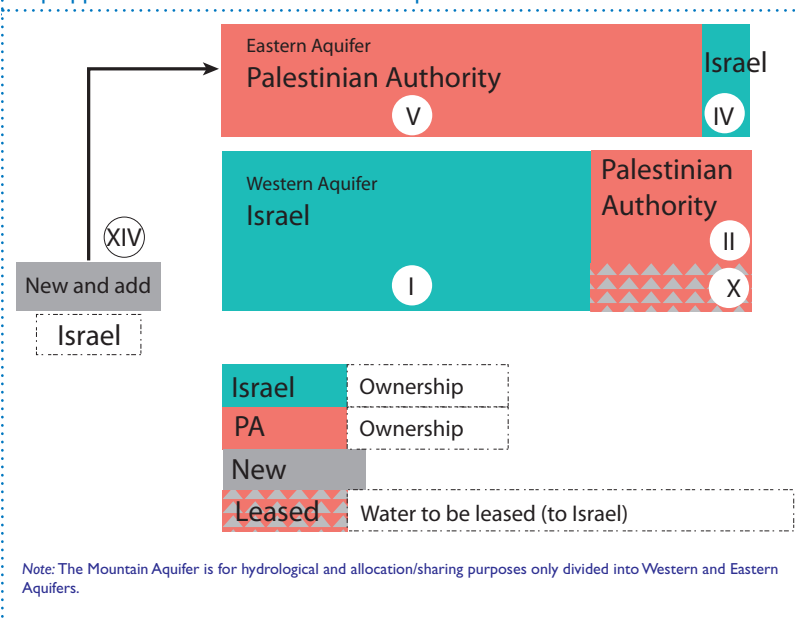 Eastern Aquifer
Palestinian Authority
Israel
V
IV
Western Aquifer
Israel
Palestinian
Authority
II
XIV
New and add
I
X
Israel
Israel
Ownership
PA
Ownership
New
Leased
Water to be leased (to Israel)
Note: The Mountain Aquifer is for hydrological and allocation/sharing purposes only divided into Western and Eastern
Aquifers.